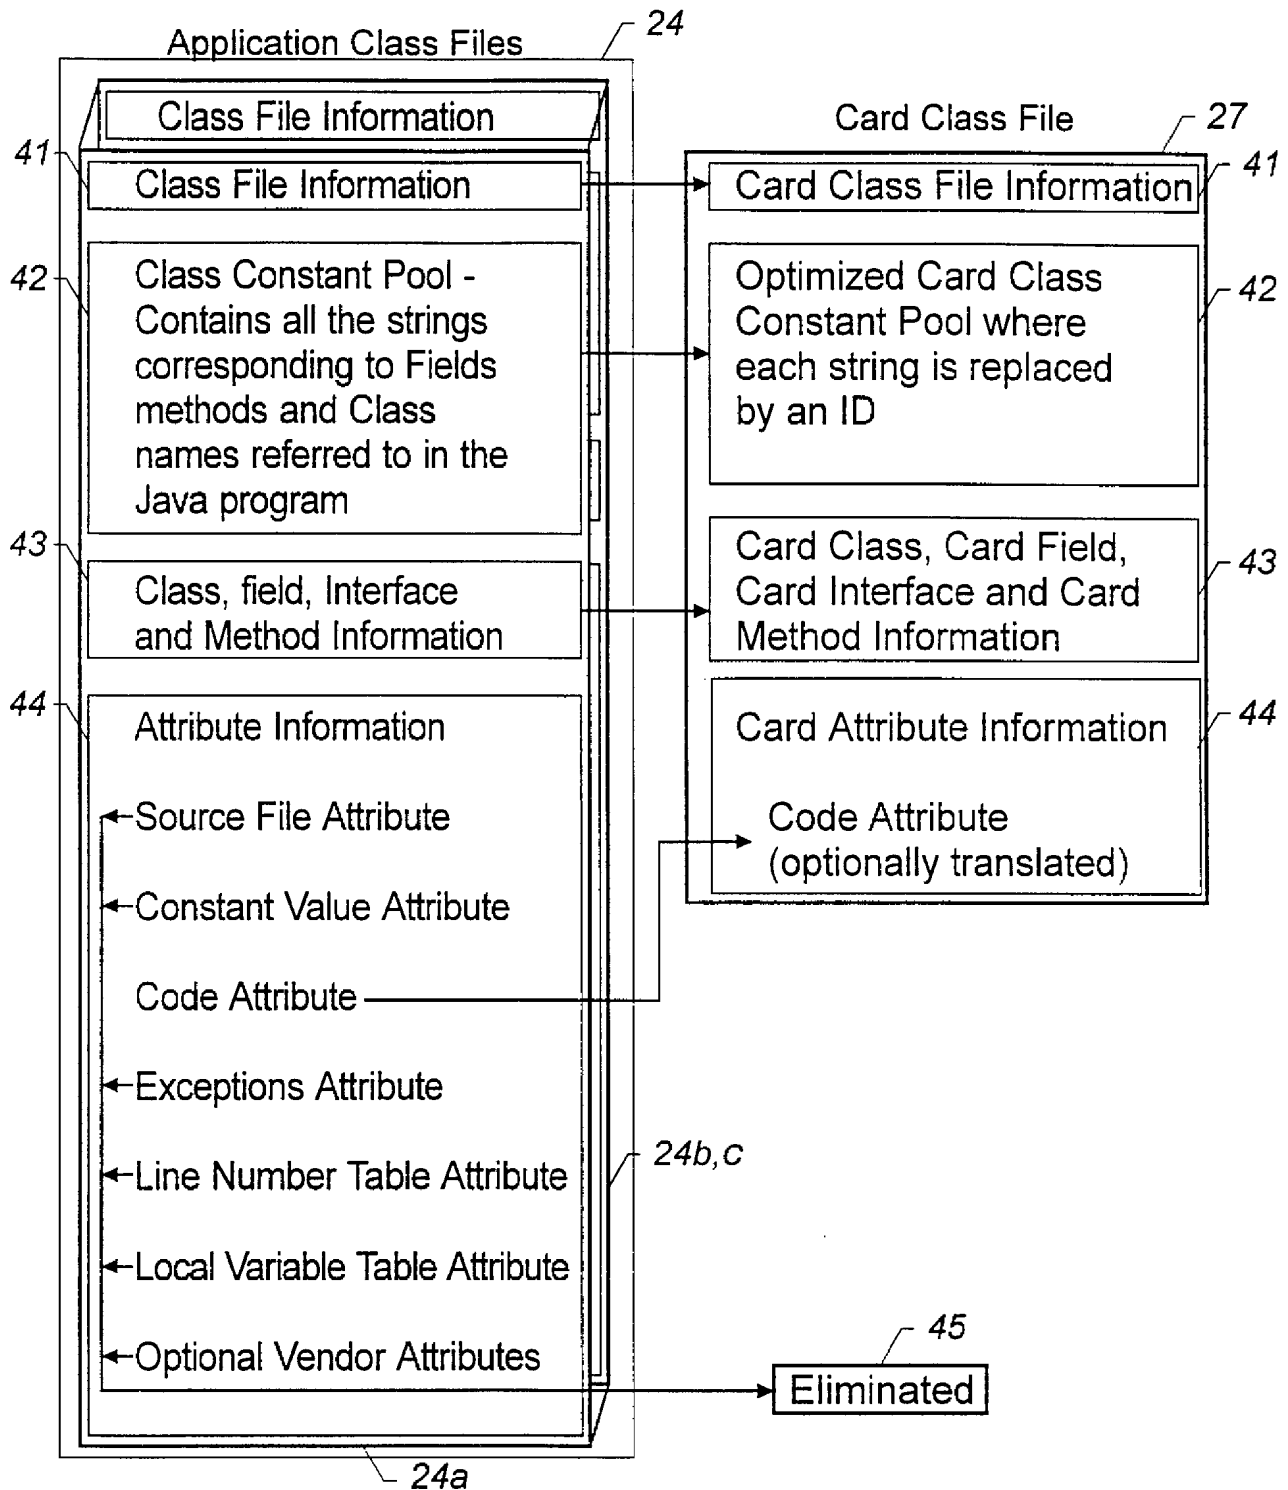 24
Application Class Files
Class File Information
Card Class File
27
41
Class File Information
Card Class File Information
41
42
Class Constant Pool -
Contains all the strings
corresponding to Fields
methods and Class
names referred to in the
Java program
Optimized Card Class
Constant Pool where
each string is replaced
by an ID
42
43
Class, field, Interface
and Method Information
Card Class, Card Field,
Card Interface and Card
Method Information
43
44
Attribute Information
Source File Attribute
Constant Value Attribute
Code Attribute
Exceptions Attribute
Line Number Table Attribute
Local Variable Table Attribute
Optional Vendor Attributes
Card Attribute Information
Code Attribute
(optionally translated)
44
24b,c
45
Eliminated
24a